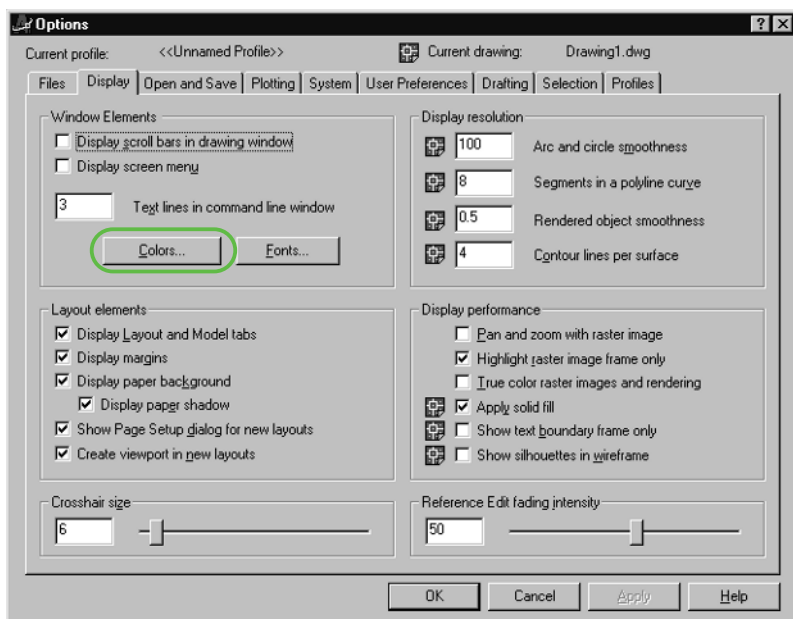 Options
Current profile: <<Unnamed Profile>> Current drawing: Drawing1.dwg
Files Display Open and Save Plotting System User Preferences Drafting Selection Profiles
Window Elements
Display scroll bars in drawing window
Display screen menu
3 Text lines in command line window
Colors... Fonts...
Display resolution
100 Arc and circle smoothness
8 Segments in a polyline curve
0.5 Rendered object smoothness
4 Contour lines per surface
Layout elements
Display Layout and Model tabs
Display margins
Display paper background
Display paper shadow
Show Page Setup dialog for new layouts
Create viewport in new layouts
Display performance
Pan and zoom with raster image
Highlight raster image frame only
True color raster images and rendering
Apply solid fill
Show text boundary frame only
Show silhouettes in wireframe
Crosshair size
6
Reference Edit fading intensity
50
OK Cancel Apply Help